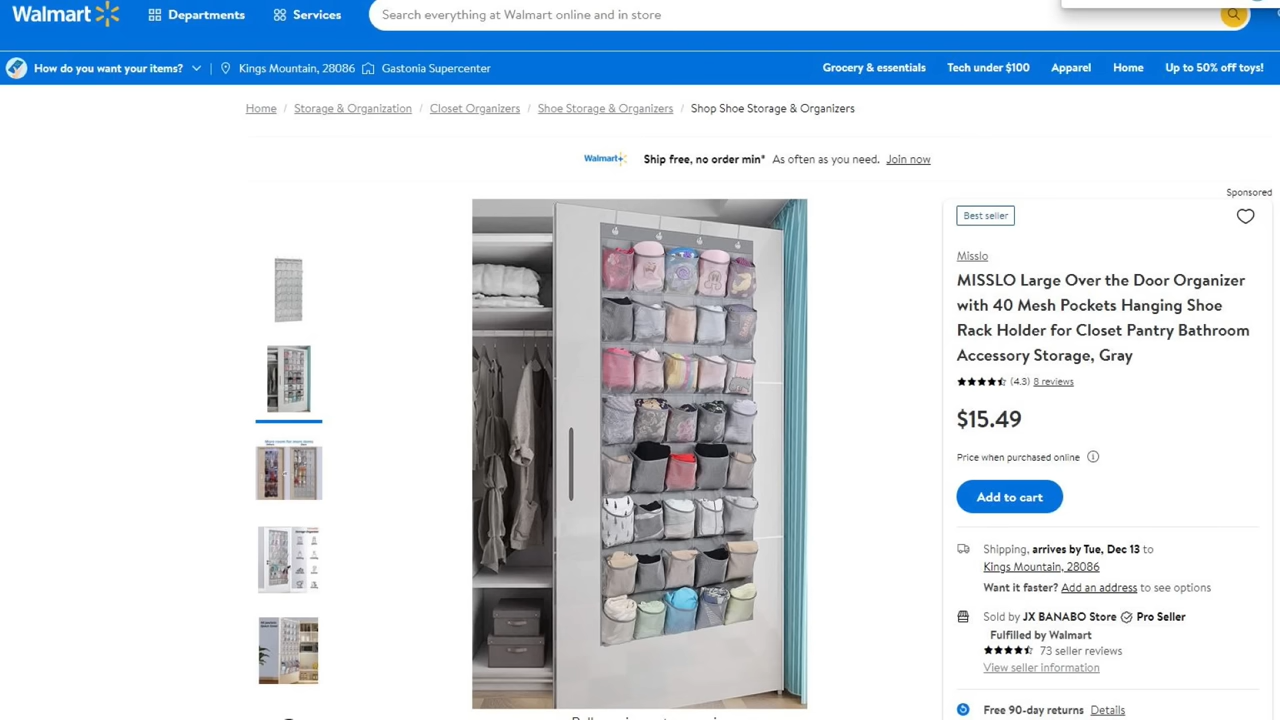 Walmart
Departments
Services
Search everything at Walmart online and in store
How do you want your items?
Kings Mountain, 28086
Gastonia Supercenter
Grocery & essentials
Tech under $100
Apparel
Home
Up to 50% off toys!
Home / Storage & Organization / Closet Organizers / Shoe Storage & Organizers / Shop Shoe Storage & Organizers
Walmart+ Ship free, no order min* As often as you need. Join now
Sponsored
Best seller
Misslo
MISSLO Large Over the Door Organizer
with 40 Mesh Pockets Hanging Shoe
Rack Holder for Closet Pantry Bathroom
Accessory Storage, Gray
(4.3) 8 reviews
$15.49
Price when purchased online
Add to cart
Shipping, arrives by Tue, Dec 13 to
Kings Mountain, 28086
Want it faster? Add an address to see options
Sold by JX BANABO Store Pro Seller
Fulfilled by Walmart
73 seller reviews
View seller information
Free 90-day returns Details